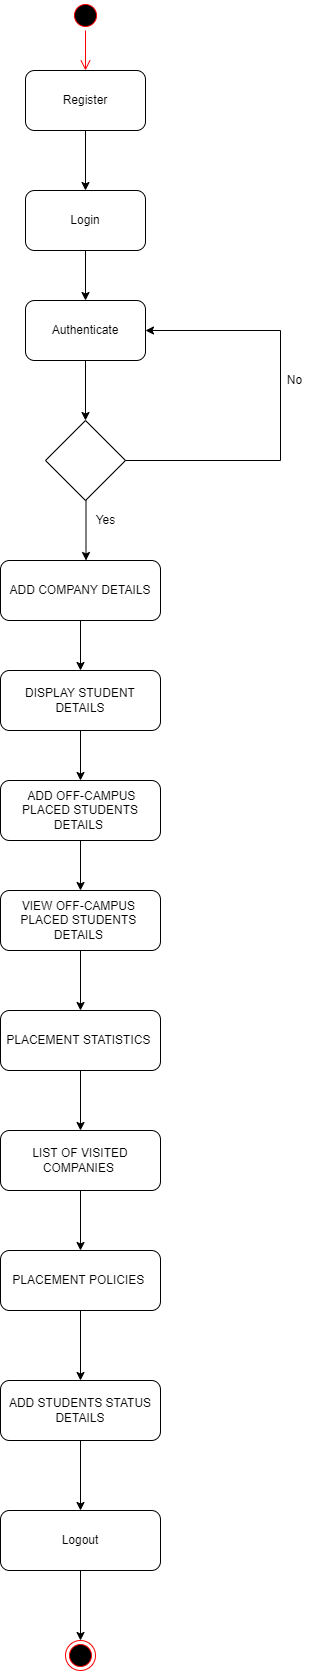 Register
Login
Authenticate
No
Yes
ADD COMPANY DETAILS
DISPLAY STUDENT
DETAILS
ADD OFF-CAMPUS
PLACED STUDENTS
DETAILS
VIEW OFF-CAMPUS
PLACED STUDENTS
DETAILS
PLACEMENT STATISTICS
LIST OF VISITED
COMPANIES
PLACEMENT POLICIES
ADD STUDENTS STATUS
DETAILS
Logout